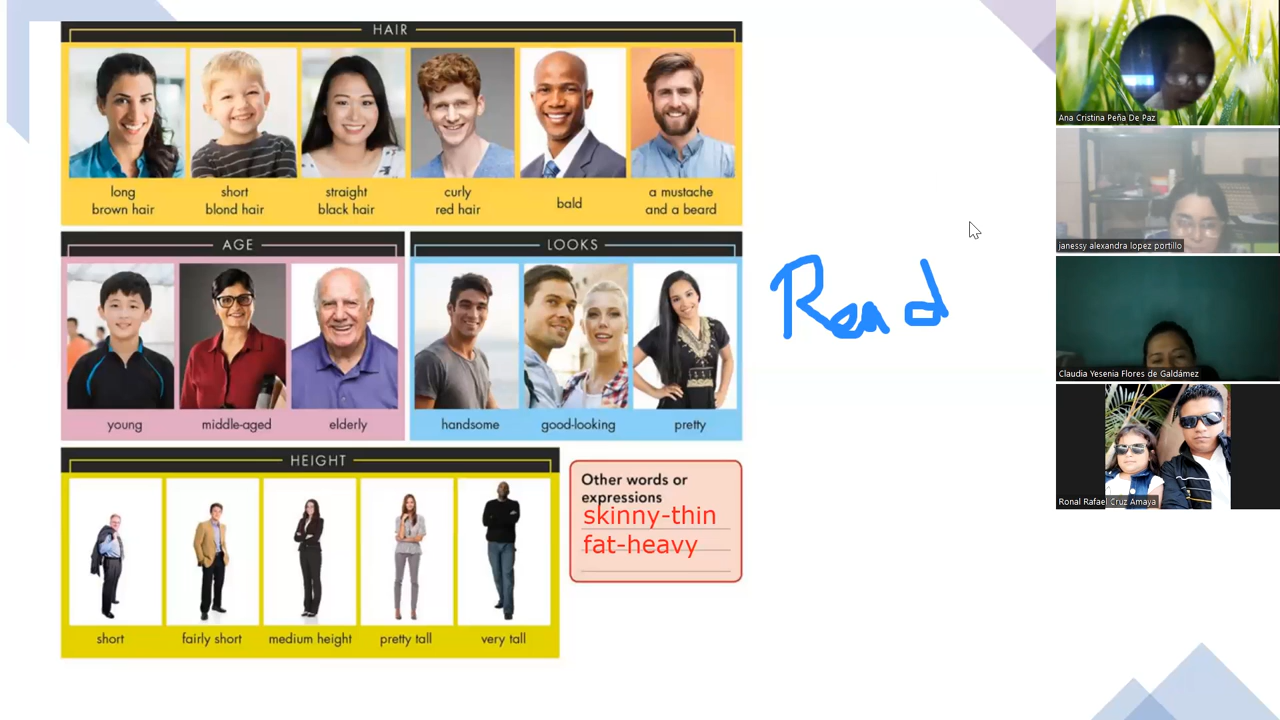 HAIR
long
brown hair
short
blond hair
straight
black hair
curly
red hair
bald
a mustache
and a beard
AGE
young
middle-aged
elderly
LOOKS
handsome
good-looking
pretty
HEIGHT
short
fairly short
medium height
pretty tall
very tall
Other words or
expressions
skinny-thin
fat-heavy
Read
Ana Cristina Peña De Paz
janessy alexandra lopez portillo
Claudia Yesenia Flores de Galdámez
Ronal Rafael Cruz Amaya